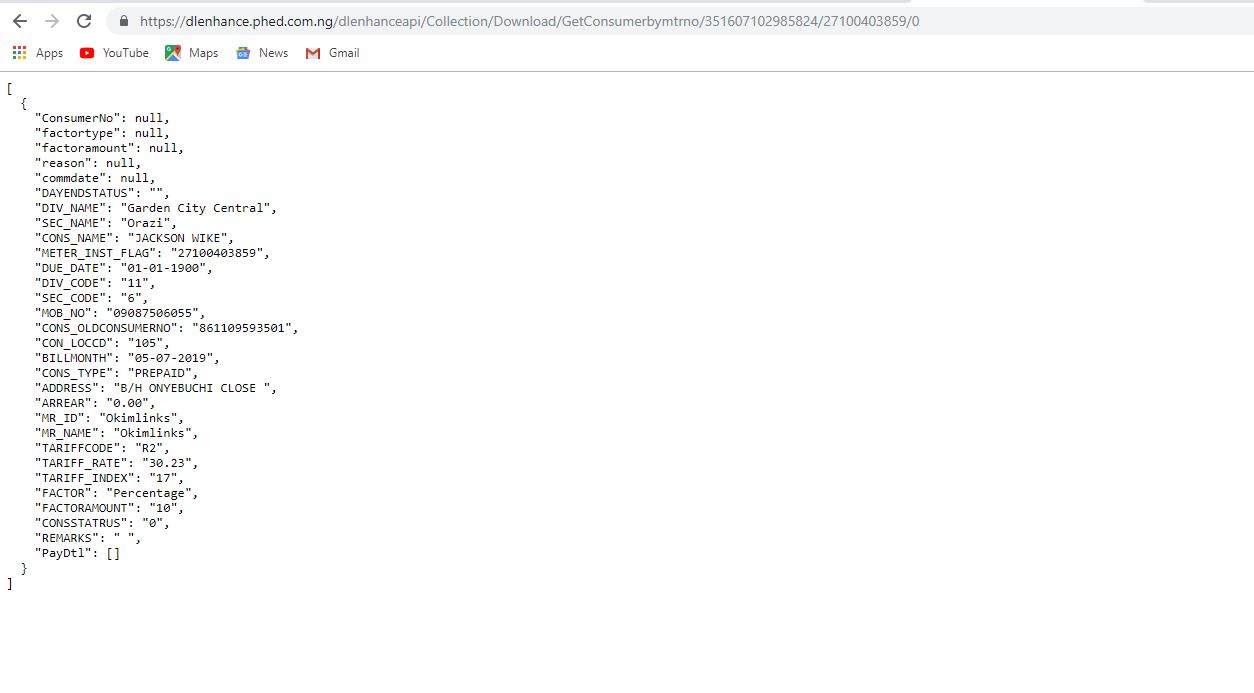 https://dlenhance.phed.com.ng/dlenhanceapi/Collection/Download/GetConsumerbymtrno/351607102985824/27100403859/0
Apps YouTube Maps News Gmail
[
{
"ConsumerNo": null,
"factortype": null,
"factoramount": null,
"reason": null,
"commdate": null,
"DAYENDSTATUS": "",
"DIV_NAME": "Garden City Central",
"SEC_NAME": "Orazi",
"CONS_NAME": "JACKSON WIKE",
"METER_INST_FLAG": "27100403859",
"DUE_DATE": "01-01-1900",
"DIV_CODE": "11",
"SEC_CODE": "6",
"MOB_NO": "09087506055",
"CONS_OLDCONSUMERNO": "861109593501",
"CON_LOCCD": "105",
"BILLMONTH": "05-07-2019",
"CONS_TYPE": "PREPAID",
"ADDRESS": "B/H ONYEBUCHI CLOSE ",
"ARREAR": "0.00",
"MR_ID": "Okimlinks",
"MR_NAME": "Okimlinks",
"TARIFFCODE": "R2",
"TARIFF_RATE": "30.23",
"TARIFF_INDEX": "17",
"FACTOR": "Percentage",
"FACTORAMOUNT": "10",
"CONSSTATRUS": "0",
"REMARKS": " ",
"PayDtl": []
}
]